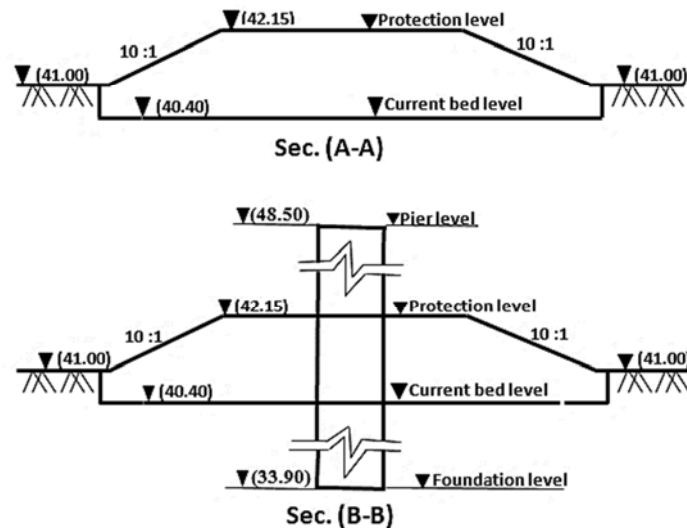 (42.15) Protection level
10 :1 10 :1
(41.00) (41.00)
(40.40) Current bed level
Sec. (A-A)
(48.50) Pier level
(42.15) Protection level
10 :1 10 :1
(41.00) (41.00)
(40.40) Current bed level
(33.90) Foundation level
Sec. (B-B)